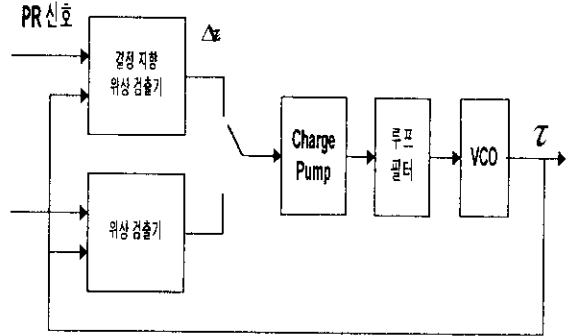 PR 신호
결정 지향
위상 검출기
Δτ
위상 검출기
Charge
Pump
루프
필터
VCO
τ